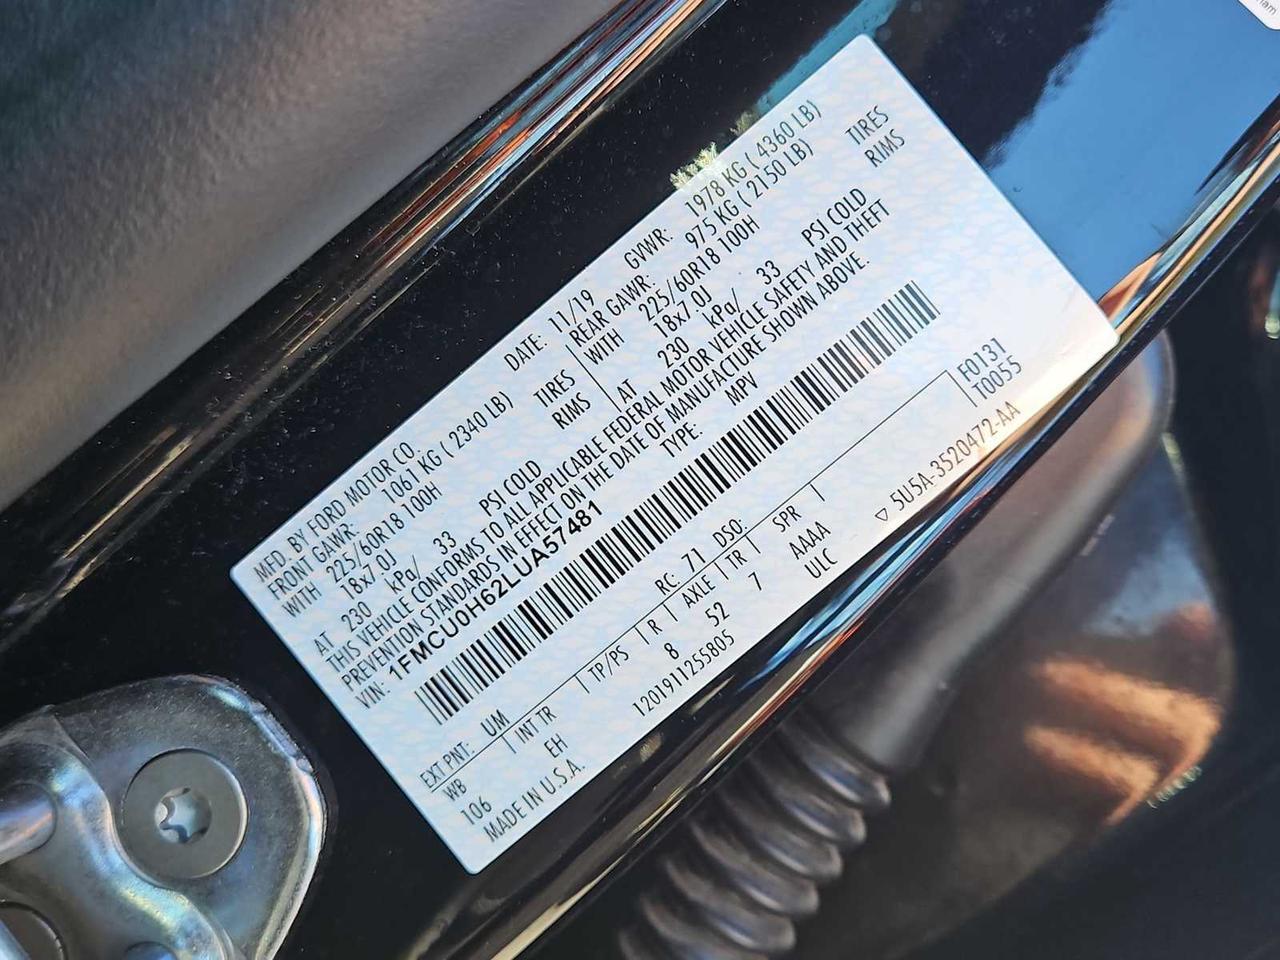 MFD. BY FORD MOTOR CO.
DATE: 11/19
GVWR: 1978 KG ( 4360 LB)
FRONT GAWR: 1061 KG ( 2340 LB)
REAR GAWR: 975 KG ( 2150 LB)
WITH 225/60R18 100H TIRES
WITH 225/60R18 100H TIRES
18x7.0J RIMS
18x7.0J RIMS
AT 230 kPa/ 33 PSI COLD
AT 230 kPa/ 33 PSI COLD
THIS VEHICLE CONFORMS TO ALL APPLICABLE FEDERAL MOTOR VEHICLE SAFETY AND THEFT
PREVENTION STANDARDS IN EFFECT ON THE DATE OF MANUFACTURE SHOWN ABOVE.
VIN: 1FMCU0H62LUA57481
TYPE: MPV
F0131
T0055
EXT PNT: UM RC: 71 DSO:
WB INT TR TP/PS R AXLE TR SPR
106 EH 8 52 7 AAAA
ULC
MADE IN U.S.A. 1201911255805
▽ 5U5A-3520472-AA